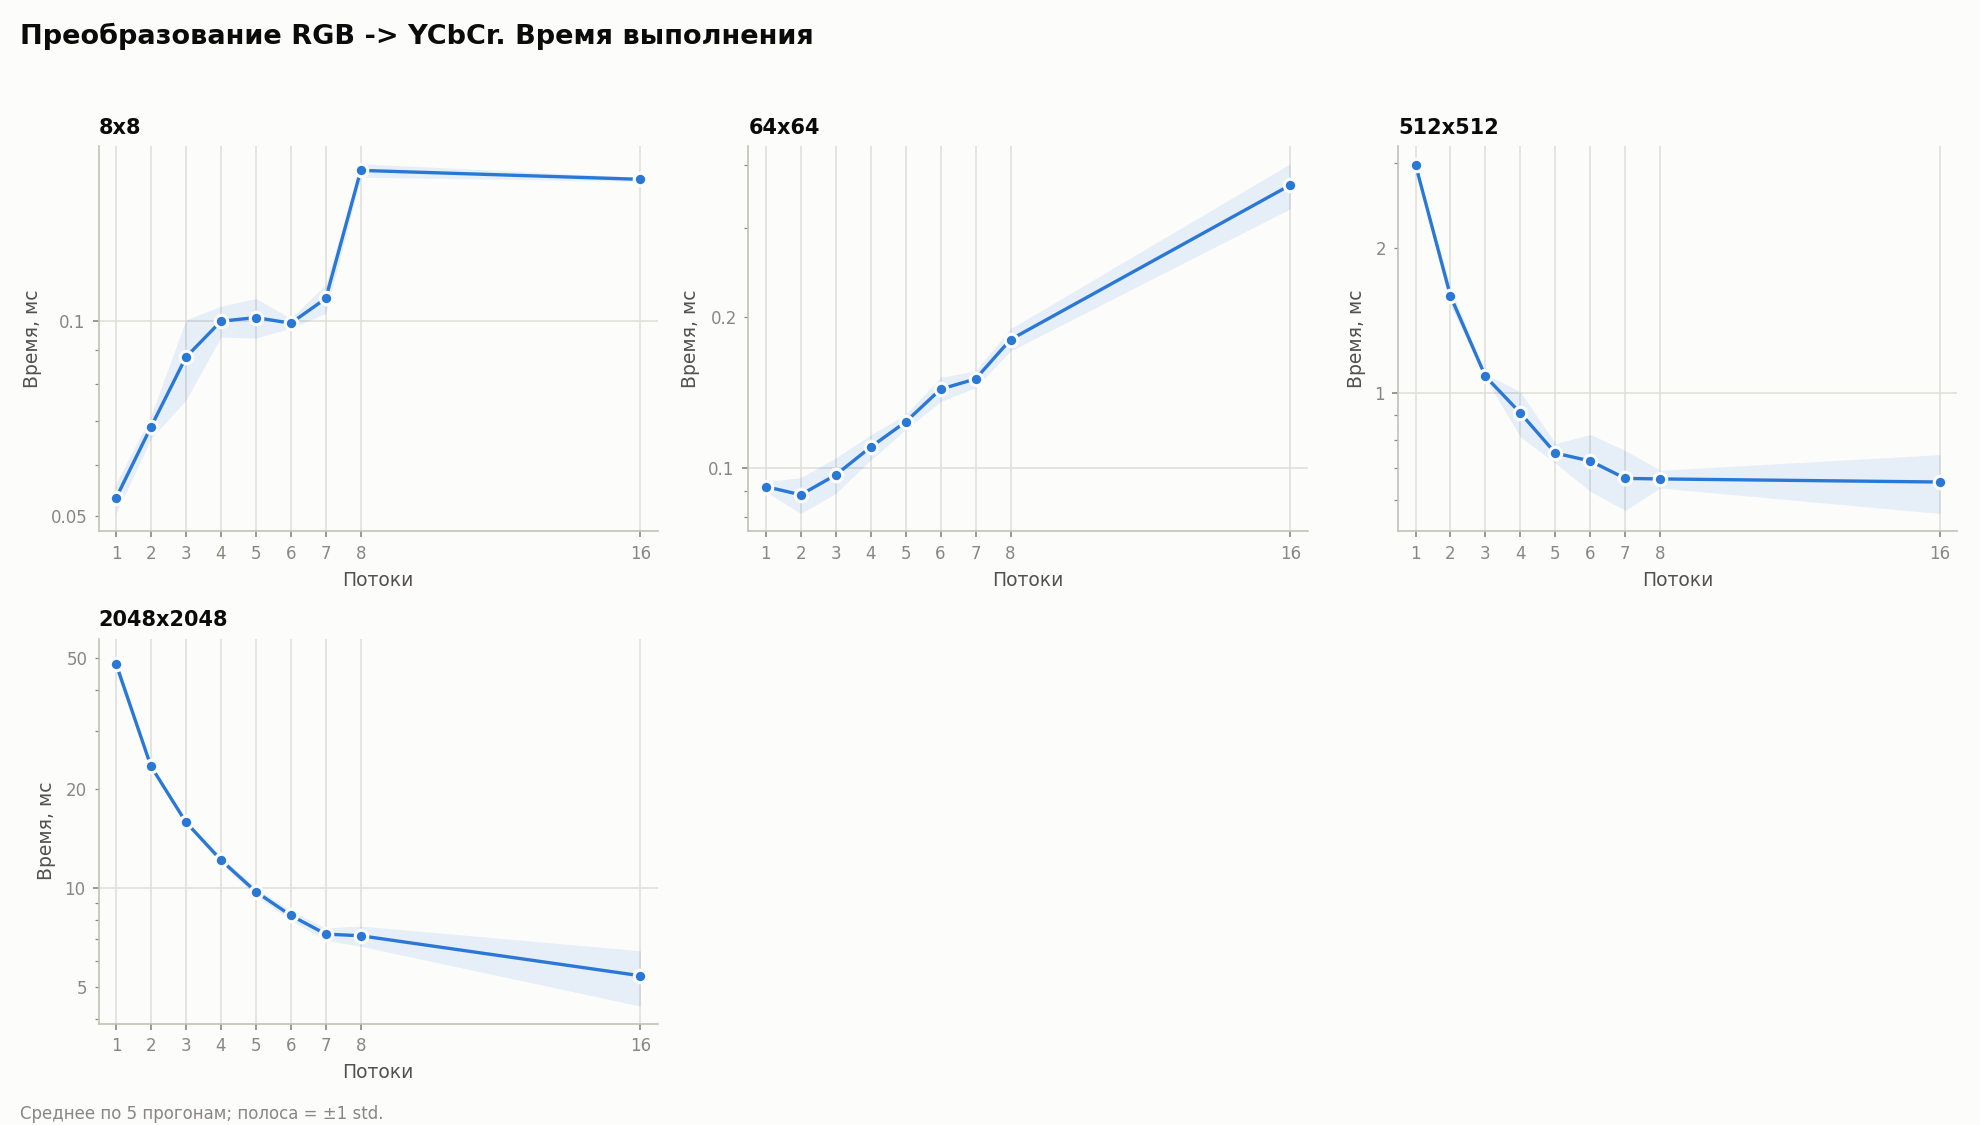 Преобразование RGB -> YCbCr. Время выполнения
8x8
Время, мс
0.1
0.05
1 2 3 4 5 6 7 8 16
Потоки
64x64
Время, мс
0.2
0.1
1 2 3 4 5 6 7 8 16
Потоки
512x512
Время, мс
2
1
1 2 3 4 5 6 7 8 16
Потоки
2048x2048
Время, мс
50
20
10
5
1 2 3 4 5 6 7 8 16
Потоки
Среднее по 5 прогонам; полоса = ±1 std.